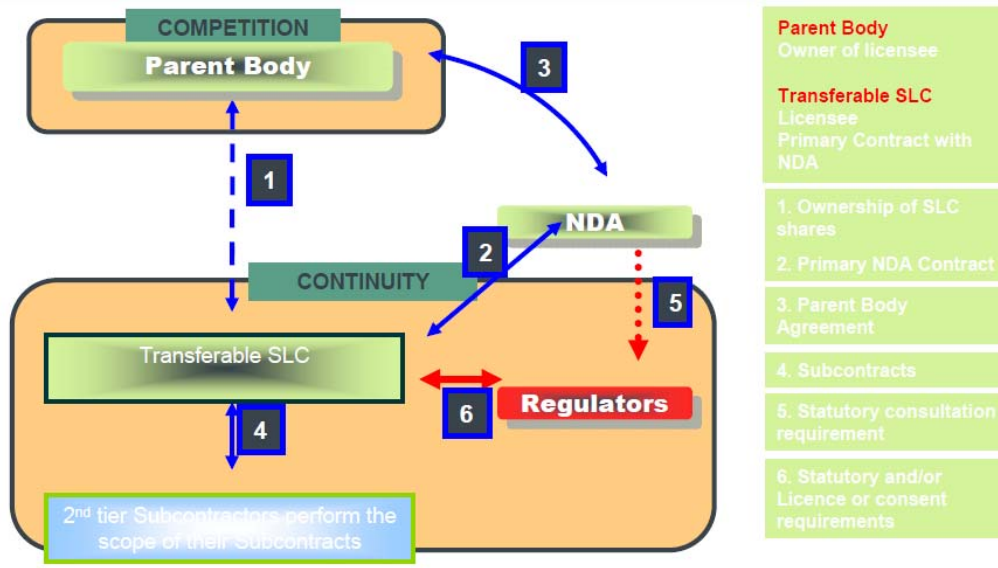 COMPETITION
Parent Body
3
1
NDA
2
CONTINUITY
5
Transferable SLC
Regulators
6
4
2nd tier Subcontractors perform the
scope of their Subcontracts
Parent Body
Owner of licensee
Transferable SLC
Licensee
Primary Contract with
NDA
1. Ownership of SLC
shares
2. Primary NDA Contract
3. Parent Body
Agreement
4. Subcontracts
5. Statutory consultation
requirement
6. Statutory and/or
Licence or consent
requirements